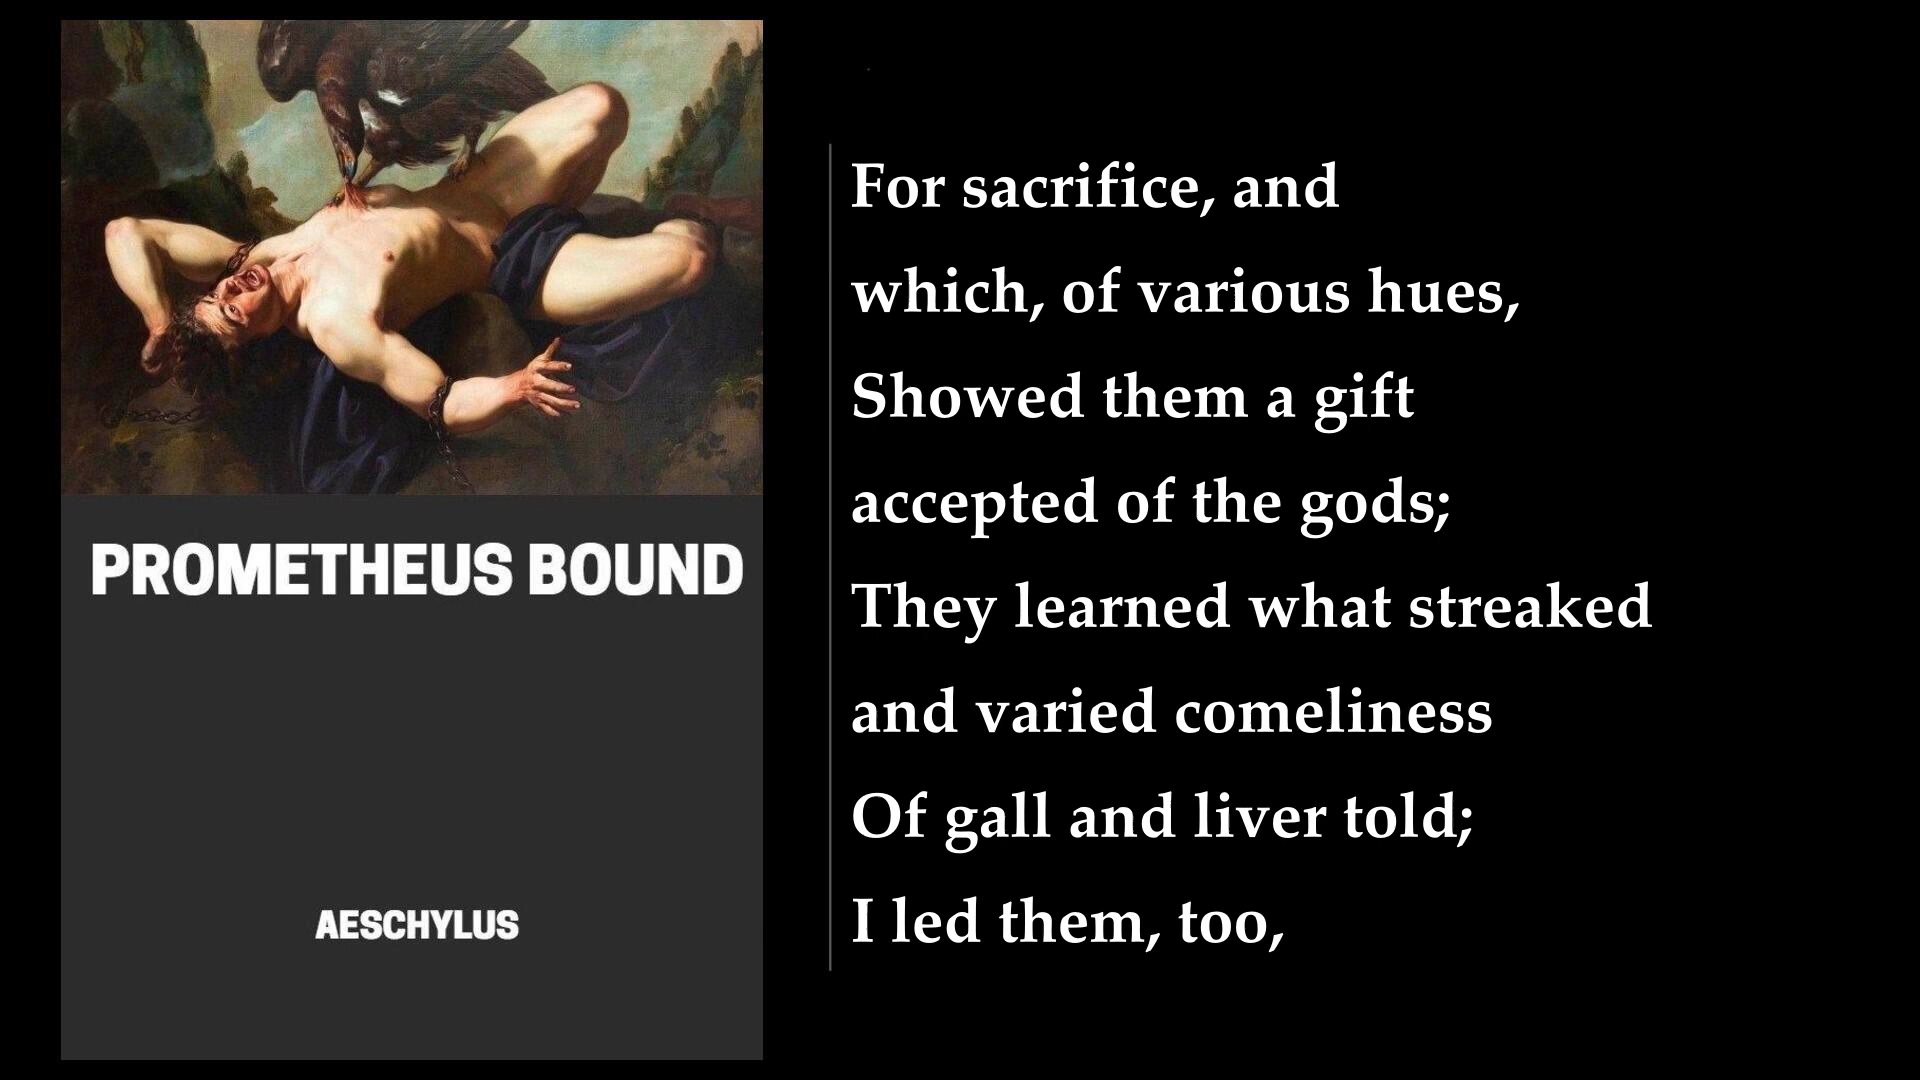 PROMETHEUS BOUND
AESCHYLUS
For sacrifice, and
which, of various hues,
Showed them a gift
accepted of the gods;
They learned what streaked
and varied comeliness
Of gall and liver told;
I led them, too,